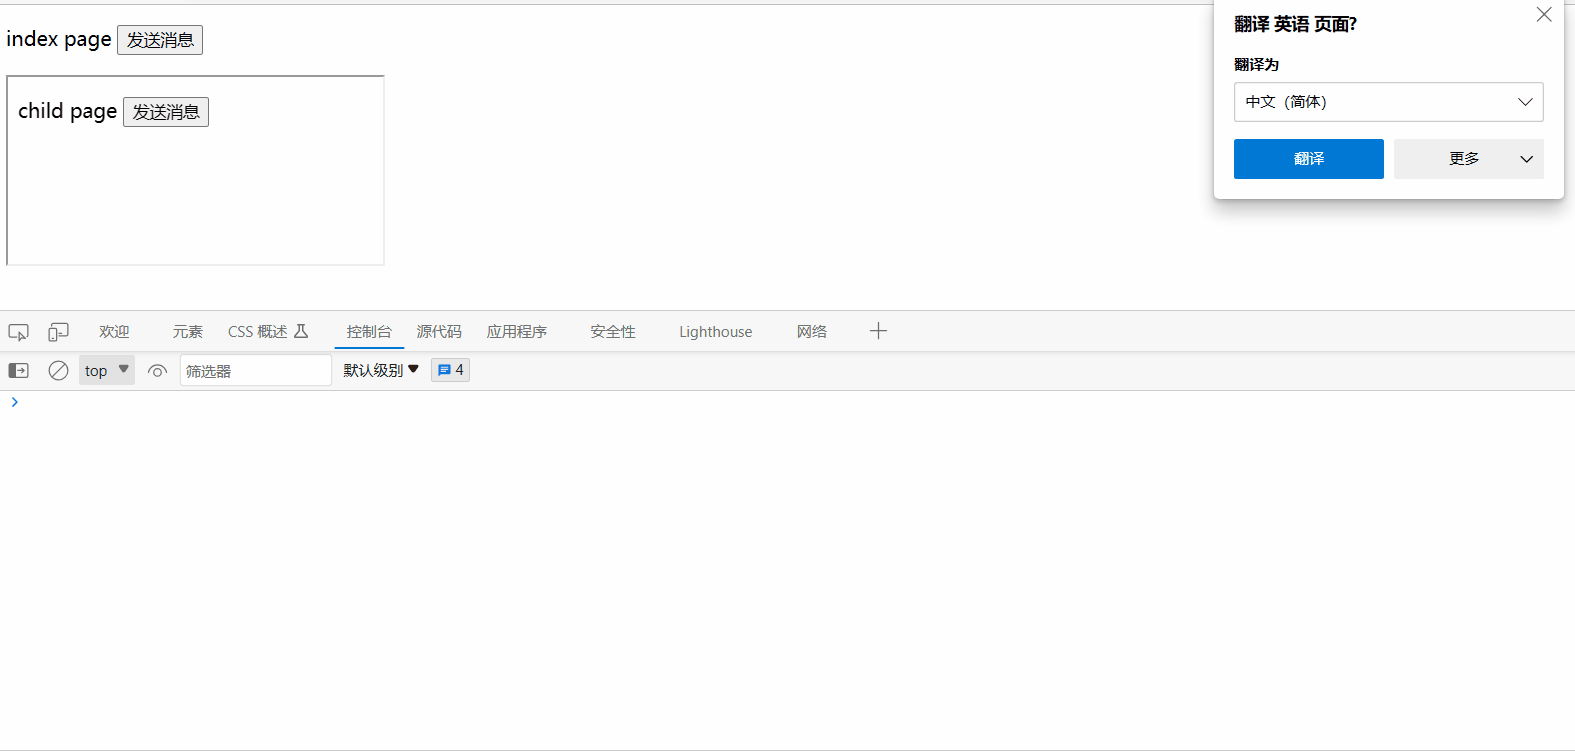 index page 发送消息
child page 发送消息
翻译 英语 页面?
翻译为
中文（简体）
翻译 更多
欢迎 元素 CSS 概述 控制台 源代码 应用程序 安全性 Lighthouse 网络
top 筛选器 默认级别 4